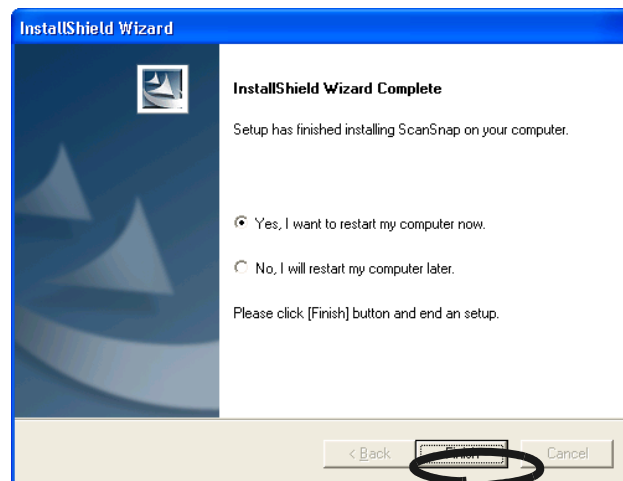 InstallShield Wizard
InstallShield Wizard Complete
Setup has finished installing ScanSnap on your computer.
Yes, I want to restart my computer now.
No, I will restart my computer later.
Please click [Finish] button and end an setup.
< Back Finish Cancel